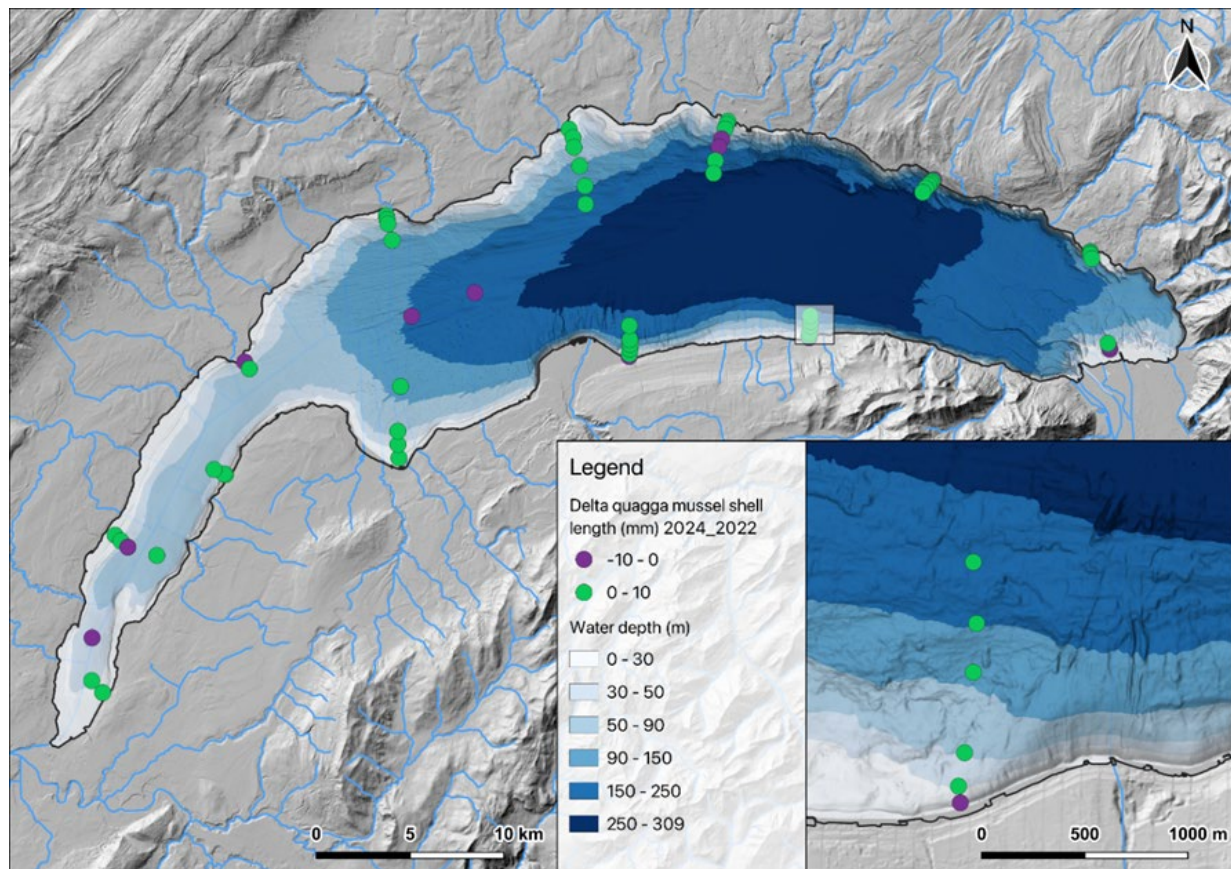 N
Legend
Delta quagga mussel shell
length (mm) 2024_2022
-10 - 0
0 - 10
Water depth (m)
0 - 30
30 - 50
50 - 90
90 - 150
150 - 250
250 - 309
0 5 10 km
0 500 1000 m